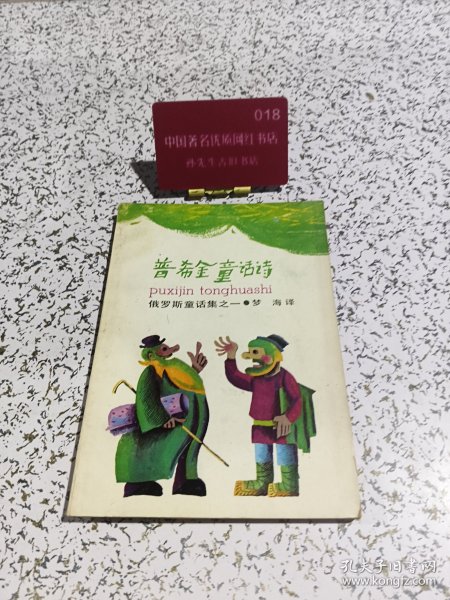 018
中国著名优质网红书店
孙先生古旧书店
普希金童话诗
puxijin tonghuashi
俄罗斯童话集之一●梦 海译
孔夫子旧书网
www.kongfz.com